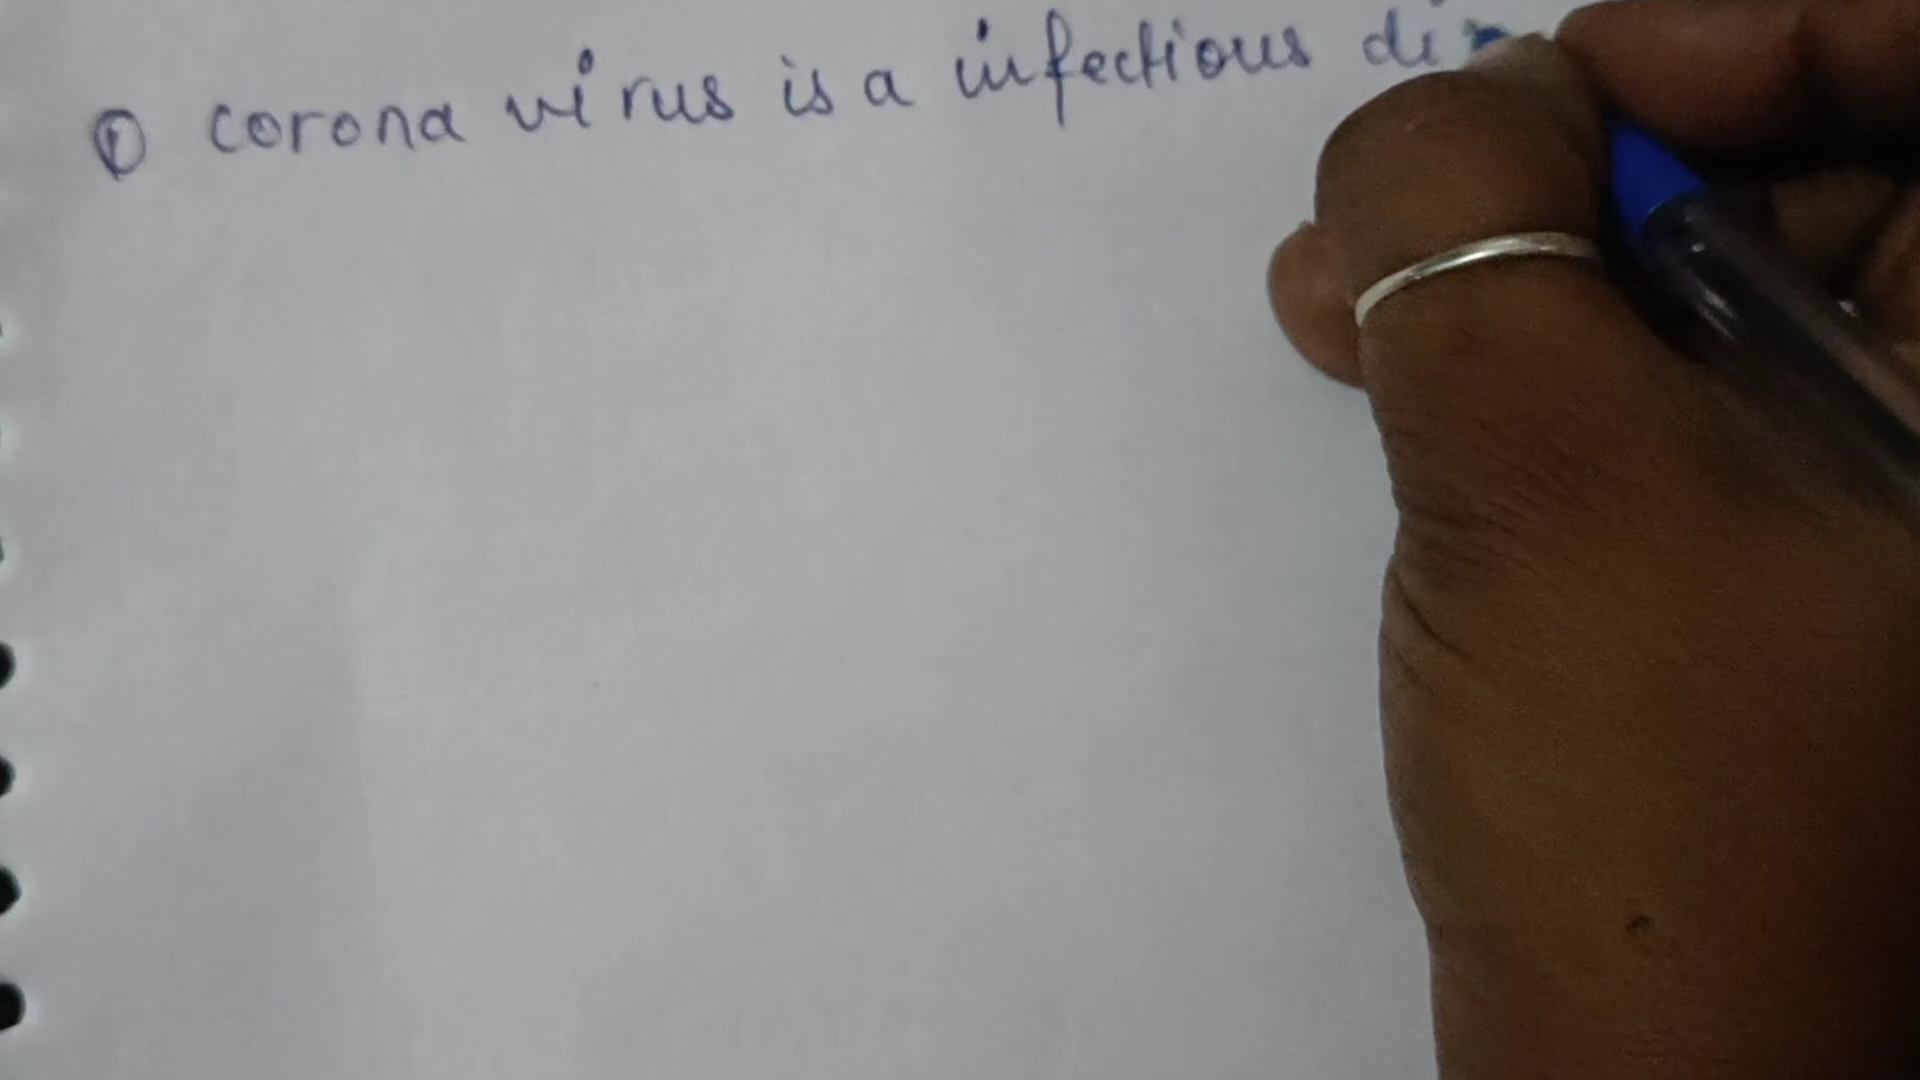 ① corona virus is a infectious di